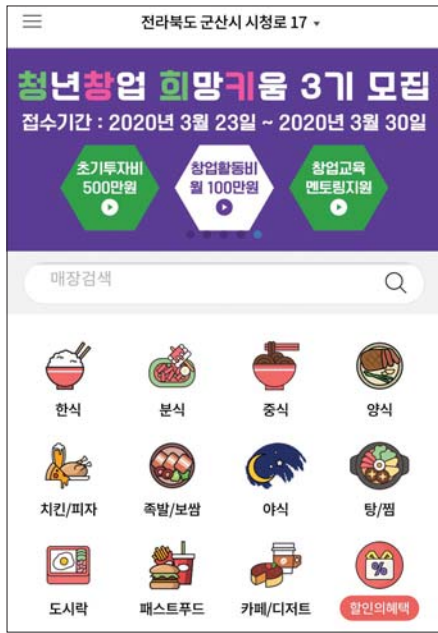 전라북도 군산시 시청로 17
청년창업 희망키움 3기 모집
접수기간 : 2020년 3월 23일 ~ 2020년 3월 30일
초기투자비 창업활동비 창업교육
500만원 월 100만원 멘토링지원
매장검색
한식 분식 중식 양식
치킨/피자 족발/보쌈 야식 탕/찜
도시락 패스트푸드 카페/디저트 할인의혜택